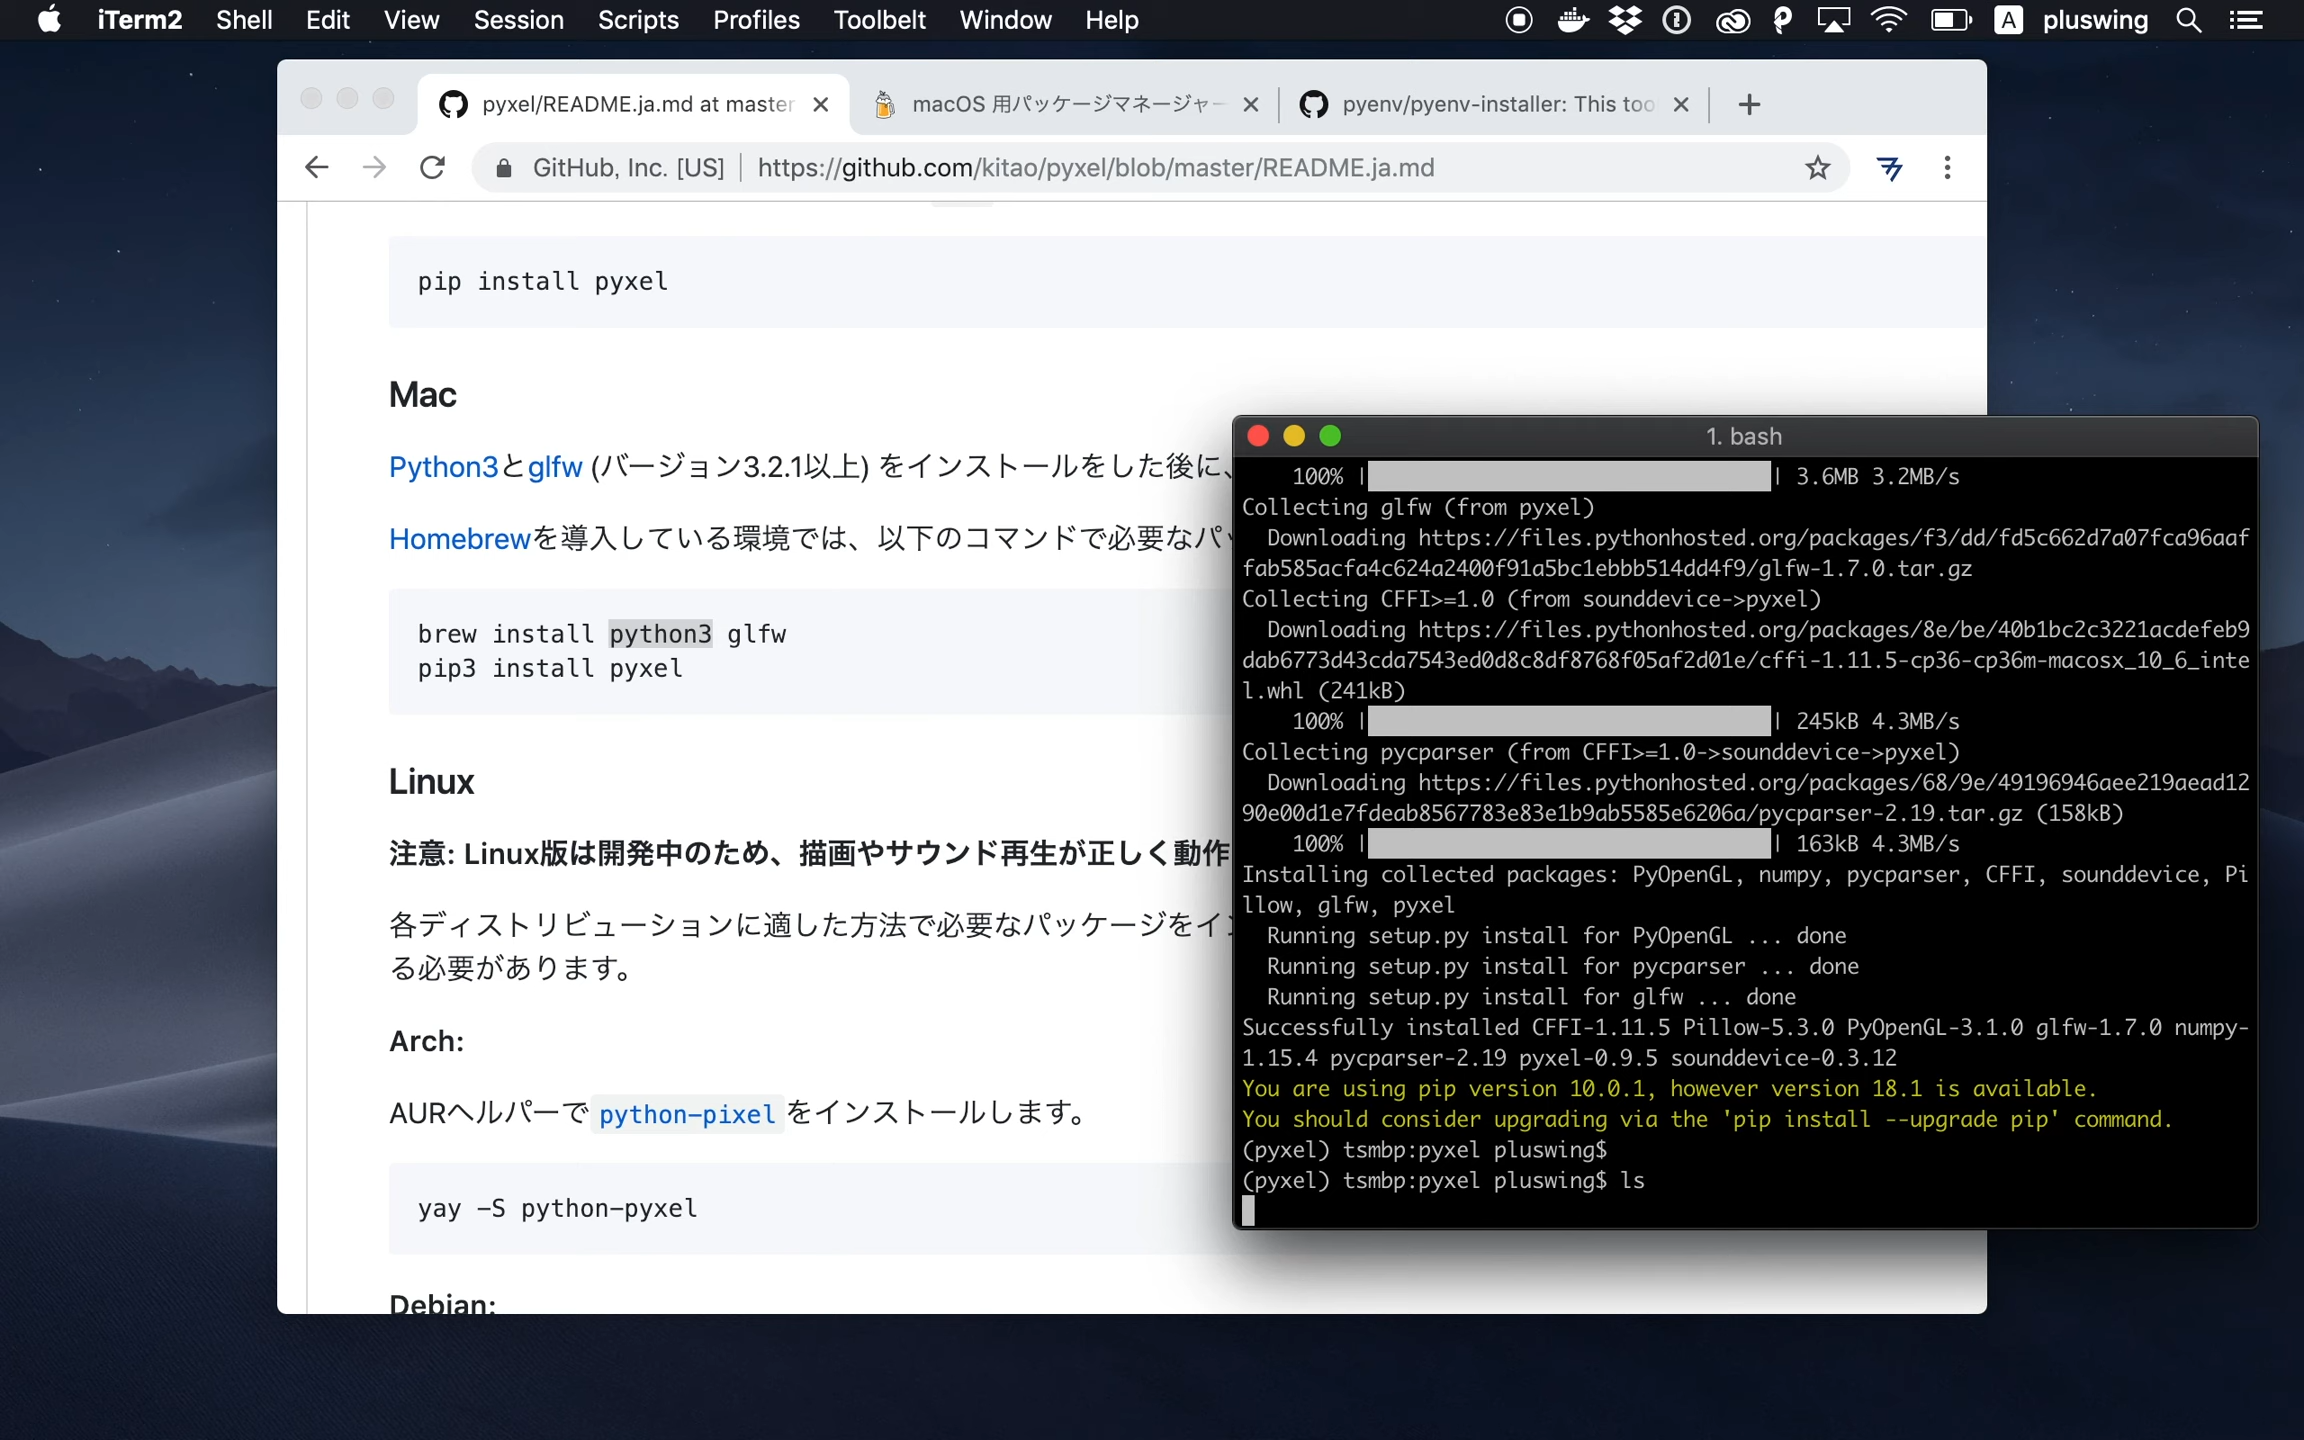 iTerm2 Shell Edit View Session Scripts Profiles Toolbelt Window Help
A pluswing
pyxel/README.ja.md at master
macOS 用パッケージマネージャー
pyenv/pyenv-installer: This too
GitHub, Inc. [US] https://github.com/kitao/pyxel/blob/master/README.ja.md
pip install pyxel
Mac
Python3とglfw (バージョン3.2.1以上) をインストールをした後に、
Homebrewを導入している環境では、以下のコマンドで必要なパッ
brew install python3 glfw
pip3 install pyxel
Linux
注意: Linux版は開発中のため、描画やサウンド再生が正しく動作
各ディストリビューションに適した方法で必要なパッケージをイン
る必要があります。
Arch:
AURヘルパーでpython-pixelをインストールします。
yay -S python-pyxel
Debian:
1. bash
100% | | 3.6MB 3.2MB/s
Collecting glfw (from pyxel)
Downloading https://files.pythonhosted.org/packages/f3/dd/fd5c662d7a07fca96aaf
fab585acfa4c624a2400f91a5bc1ebbb514dd4f9/glfw-1.7.0.tar.gz
Collecting CFFI>=1.0 (from sounddevice->pyxel)
Downloading https://files.pythonhosted.org/packages/8e/be/40b1bc2c3221acdefeb9
dab6773d43cda7543ed0d8c8df8768f05af2d01e/cffi-1.11.5-cp36-cp36m-macosx_10_6_inte
l.whl (241kB)
100% | | 245kB 4.3MB/s
Collecting pycparser (from CFFI>=1.0->sounddevice->pyxel)
Downloading https://files.pythonhosted.org/packages/68/9e/49196946aee219aead12
90e00d1e7fdeab8567783e83e1b9ab5585e6206a/pycparser-2.19.tar.gz (158kB)
100% | | 163kB 4.3MB/s
Installing collected packages: PyOpenGL, numpy, pycparser, CFFI, sounddevice, Pi
llow, glfw, pyxel
Running setup.py install for PyOpenGL ... done
Running setup.py install for pycparser ... done
Running setup.py install for glfw ... done
Successfully installed CFFI-1.11.5 Pillow-5.3.0 PyOpenGL-3.1.0 glfw-1.7.0 numpy-
1.15.4 pycparser-2.19 pyxel-0.9.5 sounddevice-0.3.12
You are using pip version 10.0.1, however version 18.1 is available.
You should consider upgrading via the 'pip install --upgrade pip' command.
(pyxel) tsmbp:pyxel pluswing$
(pyxel) tsmbp:pyxel pluswing$ ls